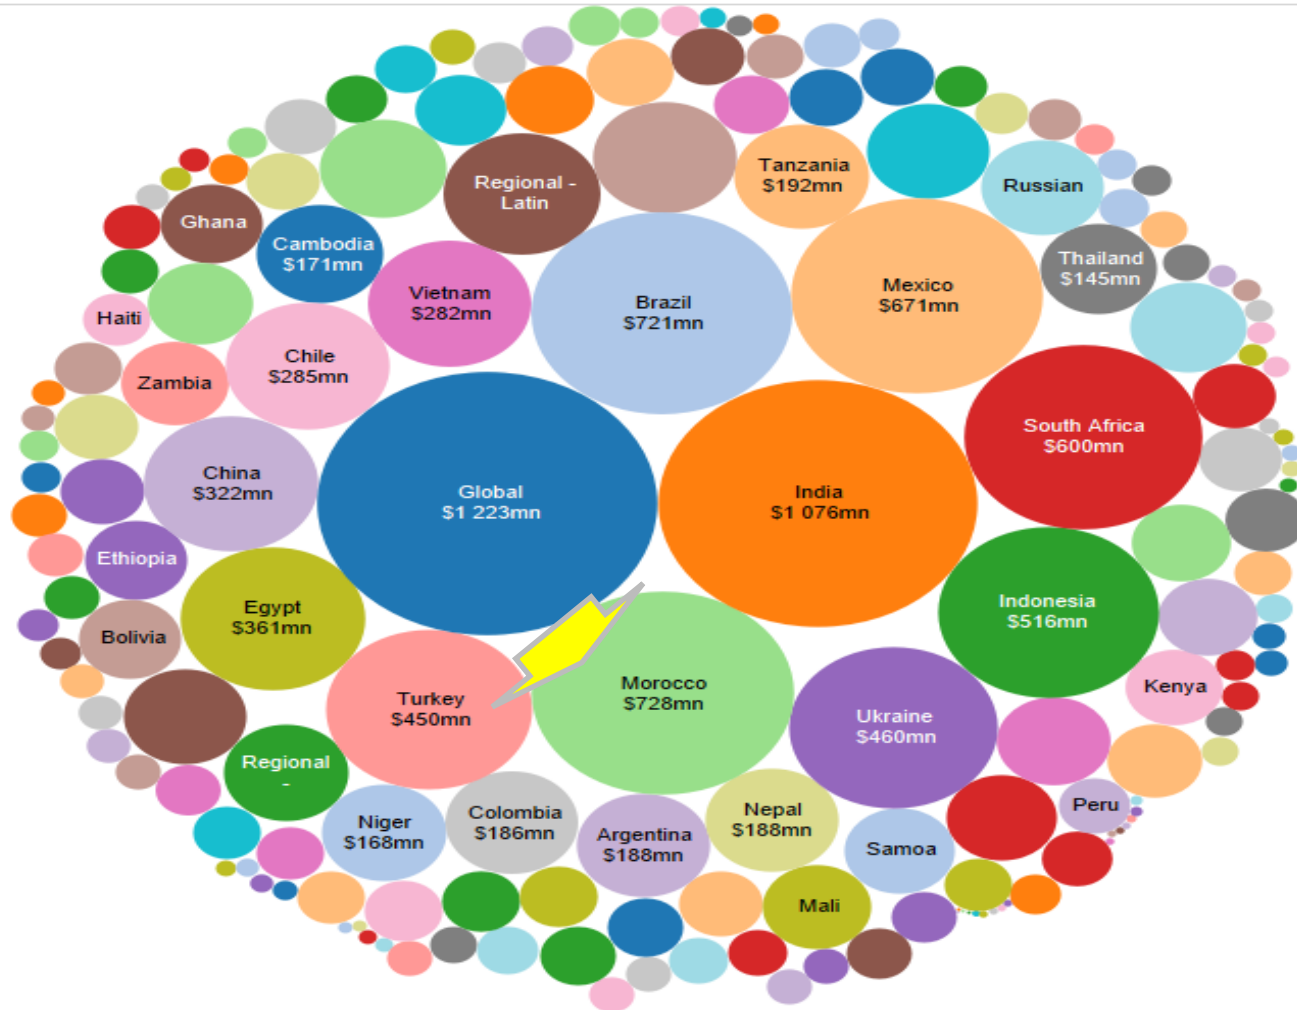 Tanzania
$192mn
Regional -
Latin
Russian
Ghana
Cambodia
$171mn
Thailand
$145mn
Vietnam
$282mn
Mexico
$671mn
Brazil
$721mn
Haiti
Chile
$285mn
Zambia
South Africa
$600mn
China
$322mn
Global
$1 223mn
India
$1 076mn
Ethiopia
Egypt
$361mn
Indonesia
$516mn
Bolivia
Kenya
Turkey
$450mn
Morocco
$728mn
Ukraine
$460mn
Regional
-
Peru
Niger
$168mn
Colombia
$186mn
Argentina
$188mn
Nepal
$188mn
Samoa
Mali